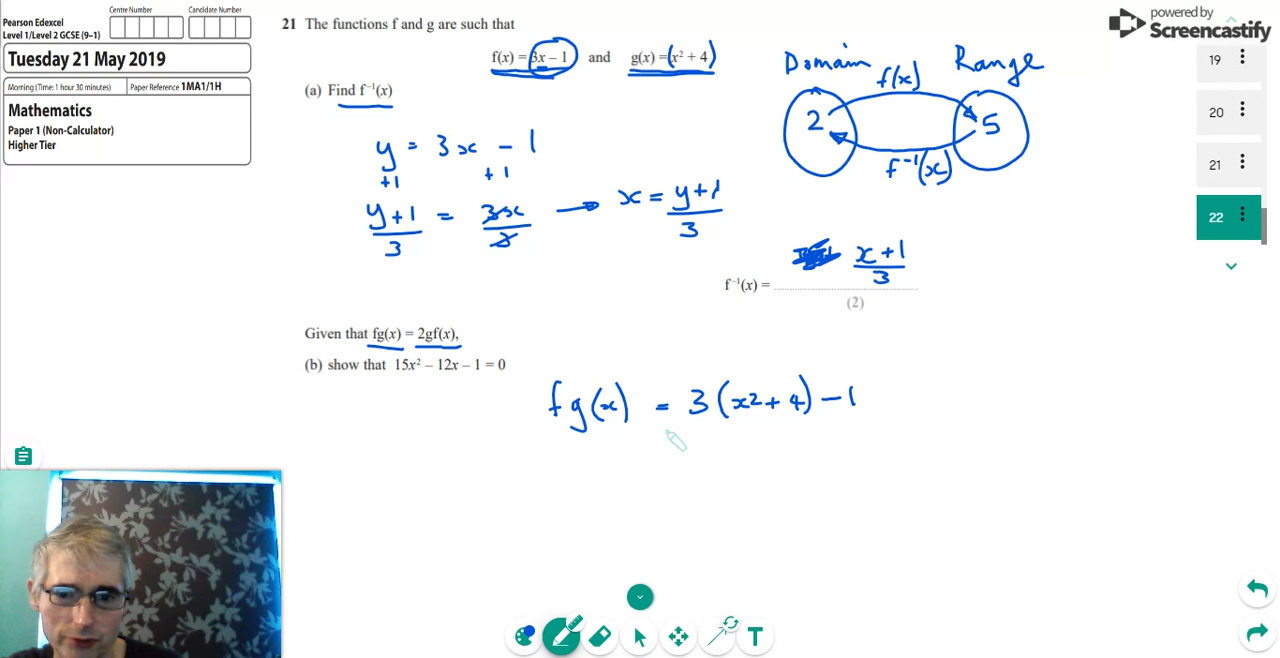 Centre Number Candidate Number
Pearson Edexcel
Level 1/Level 2 GCSE (9–1)
Tuesday 21 May 2019
Morning (Time: 1 hour 30 minutes) Paper Reference 1MA1/1H
Mathematics
Paper 1 (Non-Calculator)
Higher Tier
powered by
Screencastify
21 The functions f and g are such that
f(x) = 3x – 1 and g(x) = (x² + 4)
(a) Find f⁻¹(x)
Domain f(x) Range
2 5
f⁻¹(x)
y = 3x - 1
+1 +1
y+1/3 = 3x/3 → x = y+1/3
x+1/3
f⁻¹(x) =
(2)
Given that fg(x) = 2gf(x),
(b) show that 15x² – 12x – 1 = 0
fg(x) = 3(x2+4)-1
19
20
21
22
T